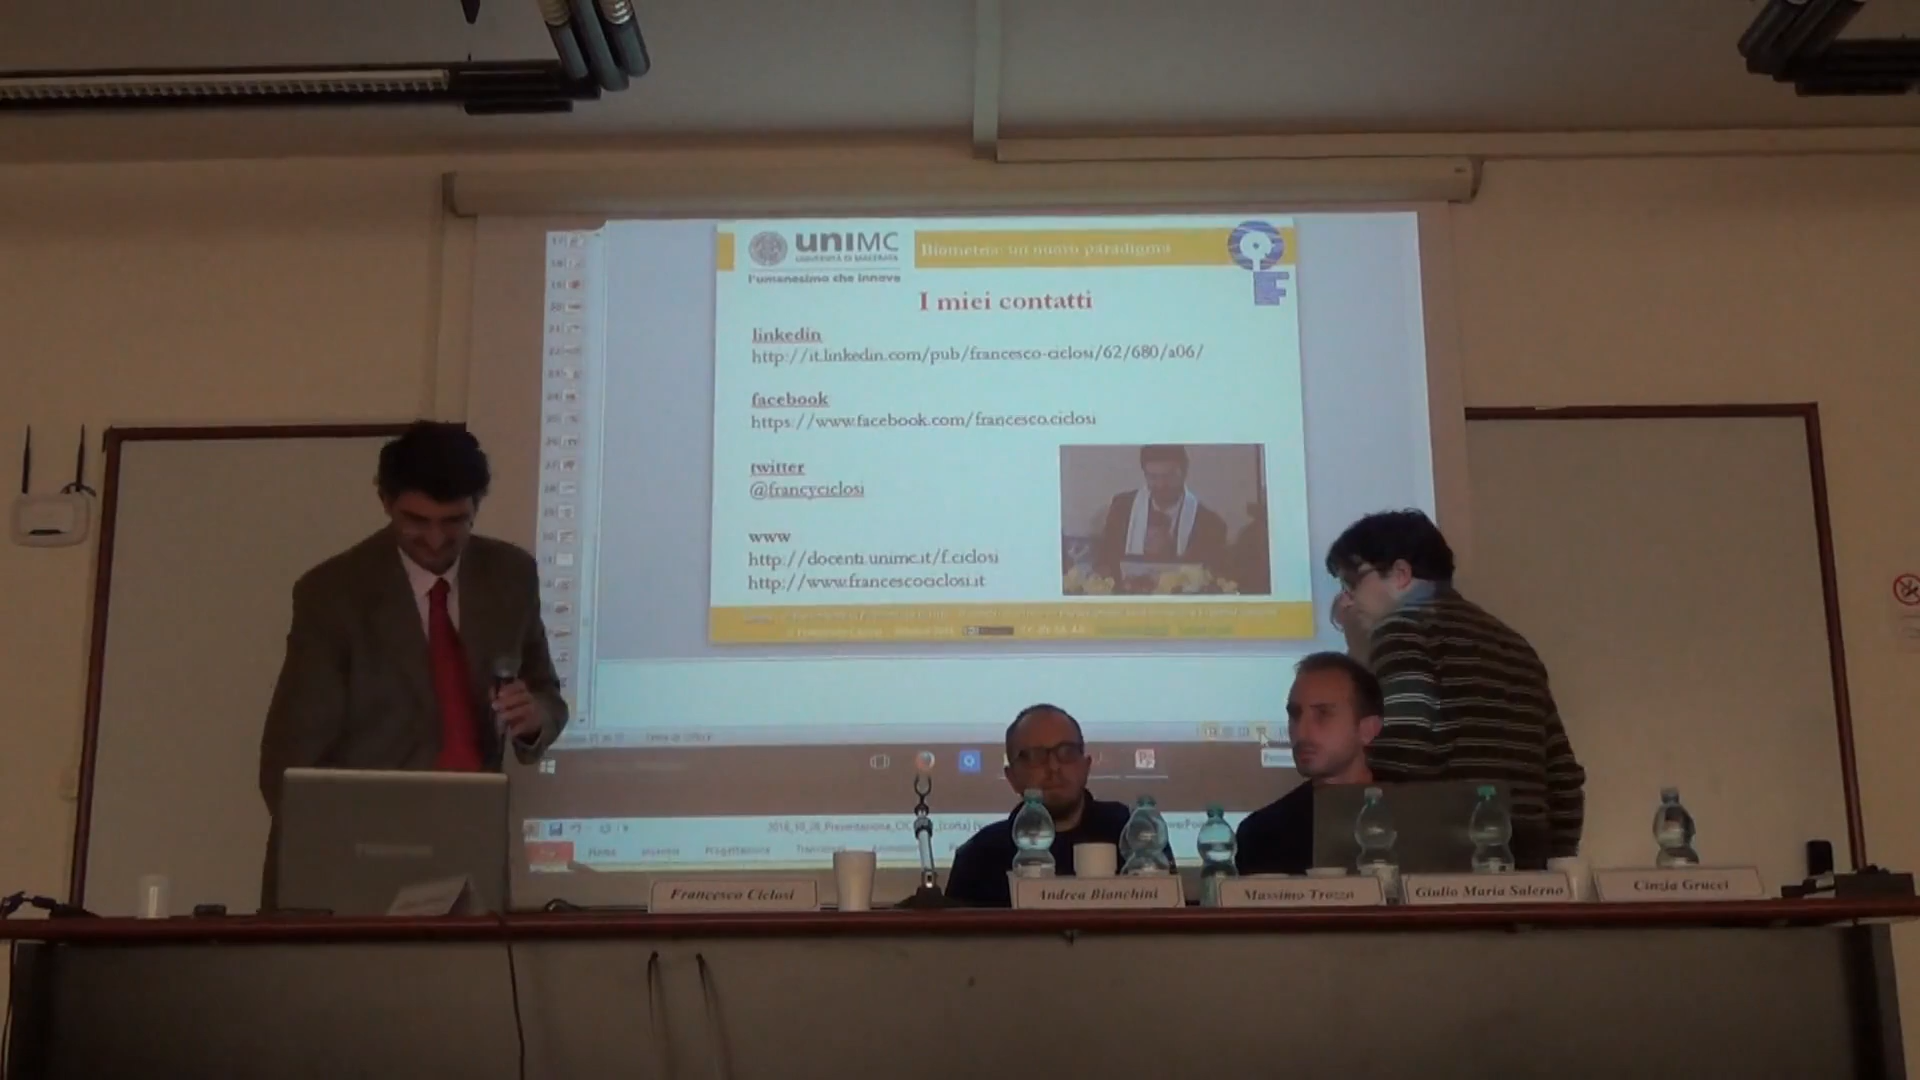 uniMC
UNIVERSITÀ DI MACERATA
l'umanesimo che innova
Biometria: un nuovo paradigma
I miei contatti
linkedin
http://it.linkedin.com/pub/francesco-ciclosi/62/680/a06/
facebook
https://www.facebook.com/francesco.ciclosi
twitter
@francyciclosi
www
http://docenti.unimc.it/f.ciclosi
http://www.francescociclosi.it
Francesco Ciclosi
Andrea Bianchini
Massimo Trozzo
Giulio Maria Salerno
Cinzia Grucci